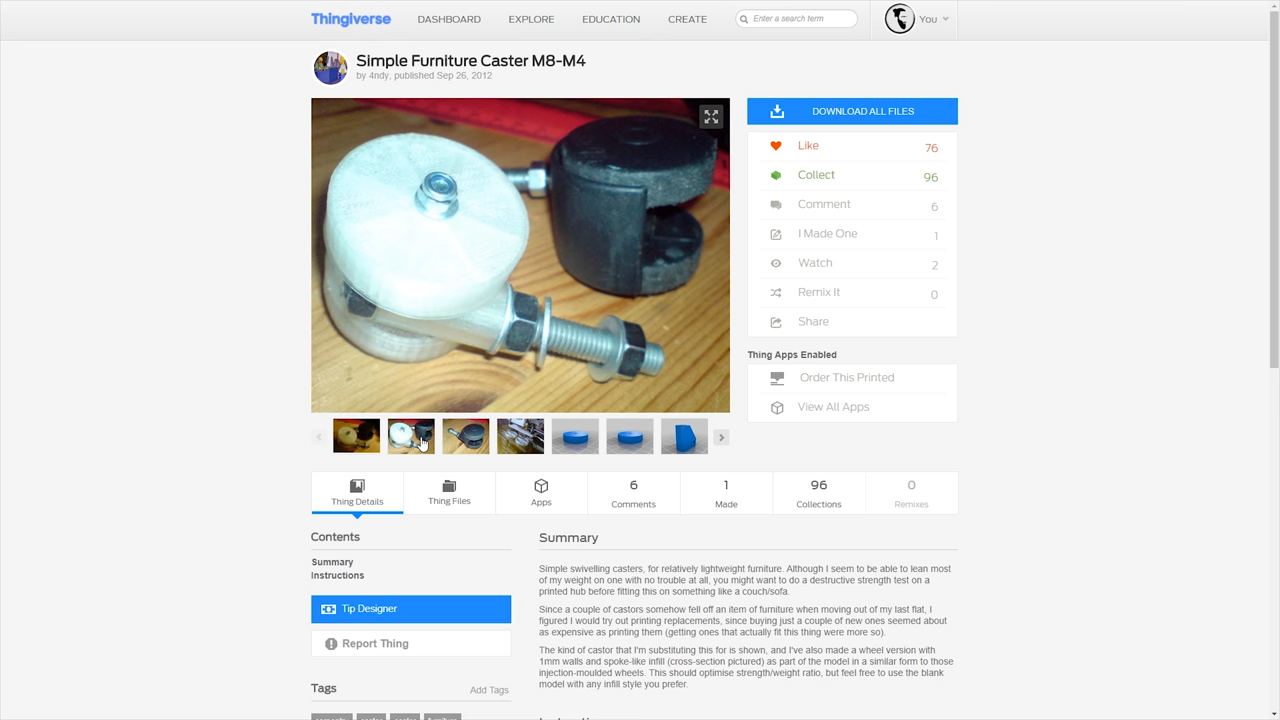 Thingiverse
DASHBOARD
EXPLORE
EDUCATION
CREATE
Enter a search term
You
Simple Furniture Caster M8-M4
by 4ndy, published Sep 26, 2012
DOWNLOAD ALL FILES
Like 76
Collect 96
Comment 6
I Made One 1
Watch 2
Remix It 0
Share
Thing Apps Enabled
Order This Printed
View All Apps
Thing Details
Thing Files
Apps
6 Comments
1 Made
96 Collections
0 Remixes
Contents
Summary
Instructions
Tip Designer
Report Thing
Tags
Add Tags
Summary
Simple swivelling casters, for relatively lightweight furniture. Although I seem to be able to lean most
of my weight on one with no trouble at all, you might want to do a destructive strength test on a
printed hub before fitting this on something like a couch/sofa.
Since a couple of castors somehow fell off an item of furniture when moving out of my last flat, I
figured I would try out printing replacements, since buying just a couple of new ones seemed about
as expensive as printing them (getting ones that actually fit this thing were more so).
The kind of castor that I'm substituting this for is shown, and I've also made a wheel version with
1mm walls and spoke-like infill (cross-section pictured) as part of the model in a similar form to those
injection-moulded wheels. This should optimise strength/weight ratio, but feel free to use the blank
model with any infill style you prefer.